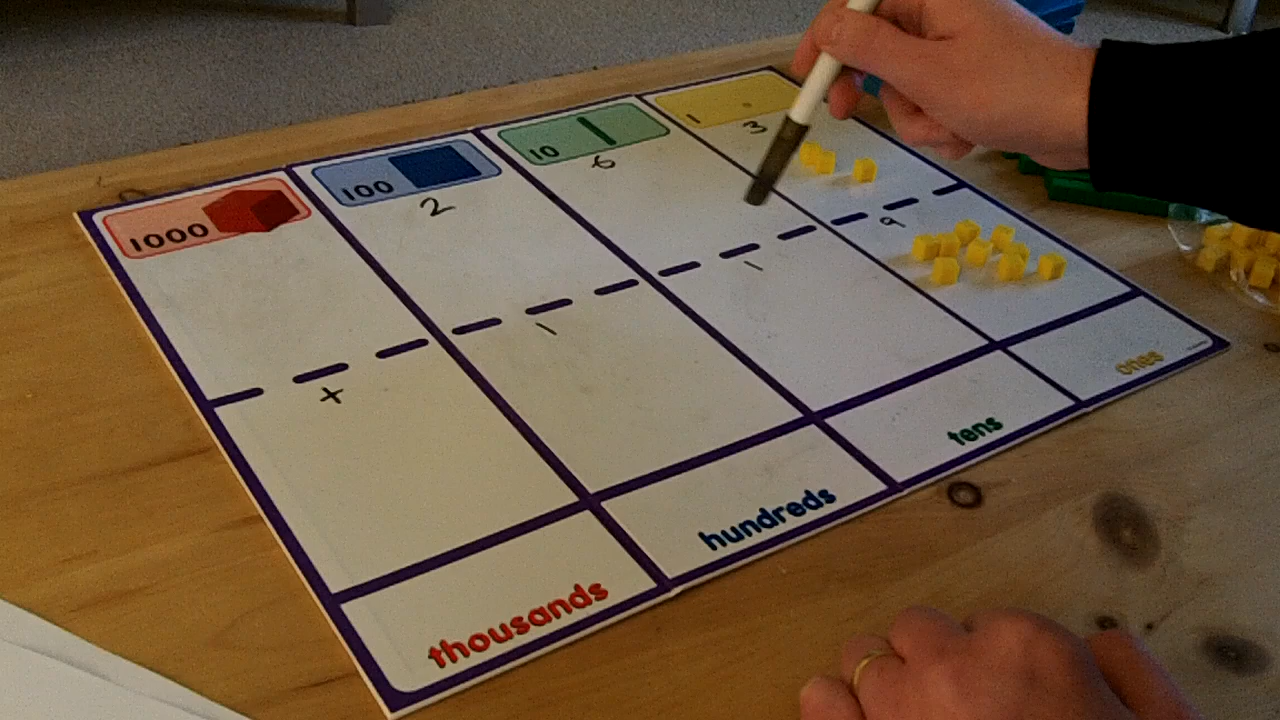 1000 100 10 1
2 6 3
+ 1 1 9
thousands hundreds tens ones